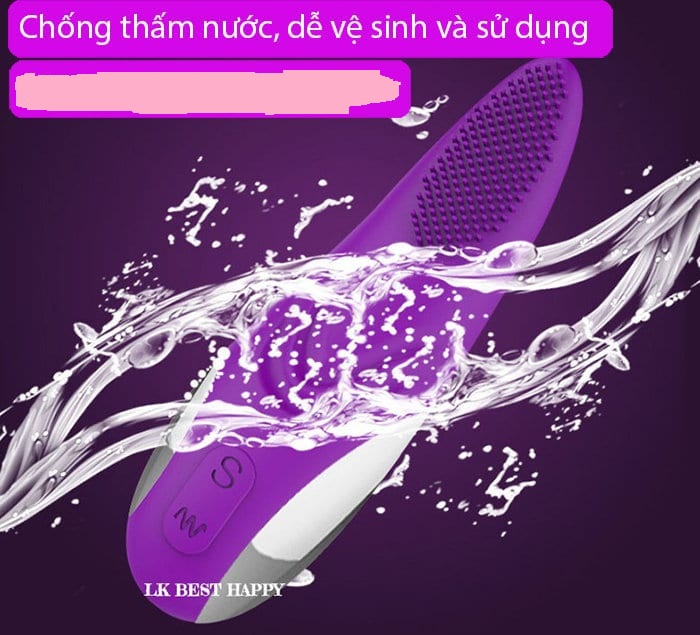 Chống thấm nước, dễ vệ sinh và sử dụng
S
LK BEST HAPPY